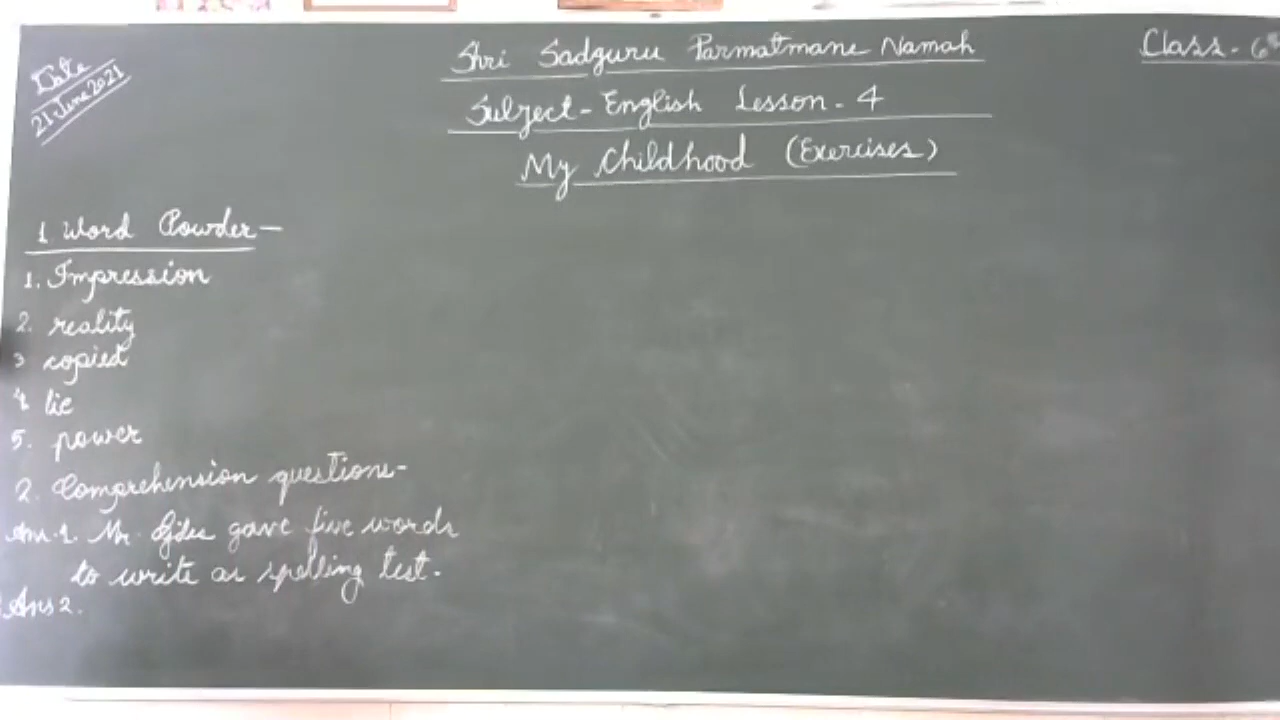 Date
21-June 2021
Shri Sadguru Parmatmane Namah
Class - 6
Subject - English Lesson - 4
My Childhood (Exercises)
1 Word Powder -
1. Impression
2. reality
3 copied
4. lie
5. power
2. Comprehension questions -
Ans. 1. Mr. gave five words
to write as spelling test.
Ans 2.